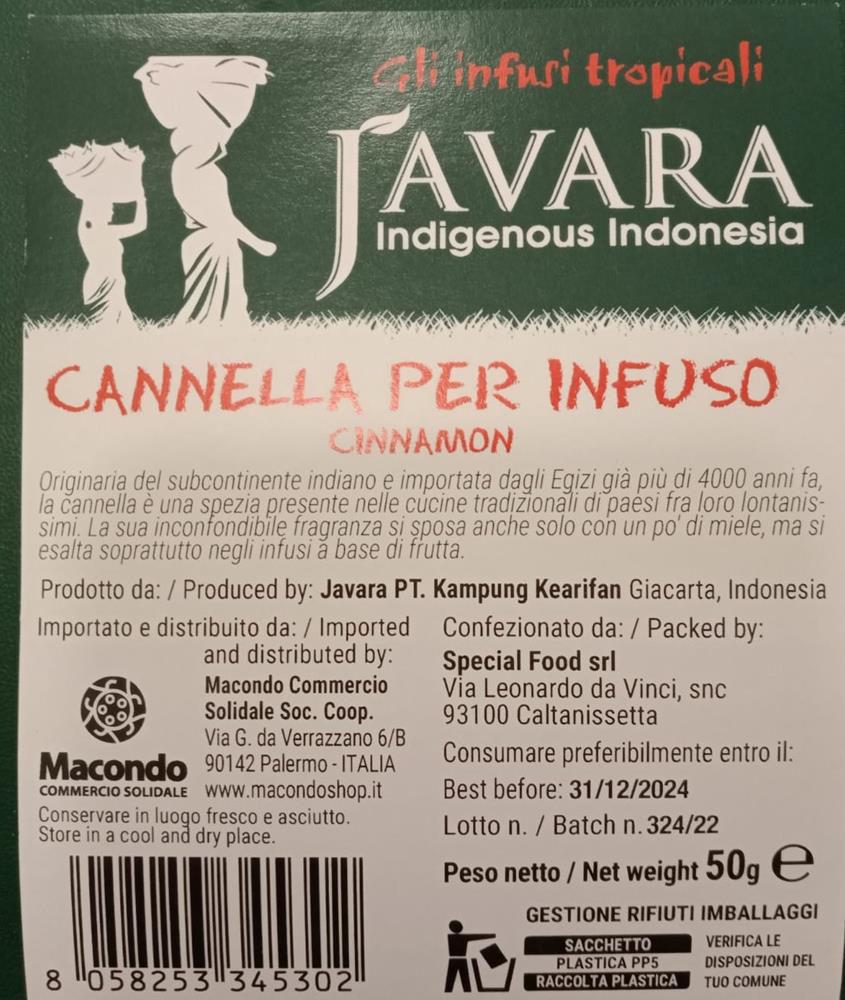 Gli infusi tropicali
JAVARA
Indigenous Indonesia
CANNELLA PER INFUSO
CINNAMON
Originaria del subcontinente indiano e importata dagli Egizi già più di 4000 anni fa,
la cannella è una spezia presente nelle cucine tradizionali di paesi fra loro lontanis-
simi. La sua inconfondibile fragranza si sposa anche solo con un po' di miele, ma si
esalta soprattutto negli infusi a base di frutta.
Prodotto da: / Produced by: Javara PT. Kampung Kearifan Giacarta, Indonesia
Importato e distribuito da: / Imported
and distributed by:
Macondo Commercio
Solidale Soc. Coop.
Via G. da Verrazzano 6/B
90142 Palermo - ITALIA
www.macondoshop.it
Macondo
COMMERCIO SOLIDALE
Conservare in luogo fresco e asciutto.
Store in a cool and dry place.
8 058253 345302
Confezionato da: / Packed by:
Special Food srl
Via Leonardo da Vinci, snc
93100 Caltanissetta
Consumare preferibilmente entro il:
Best before: 31/12/2024
Lotto n. / Batch n. 324/22
Peso netto / Net weight 50g e
GESTIONE RIFIUTI IMBALLAGGI
SACCHETTO
PLASTICA PP5
RACCOLTA PLASTICA
VERIFICA LE
DISPOSIZIONI DEL
TUO COMUNE